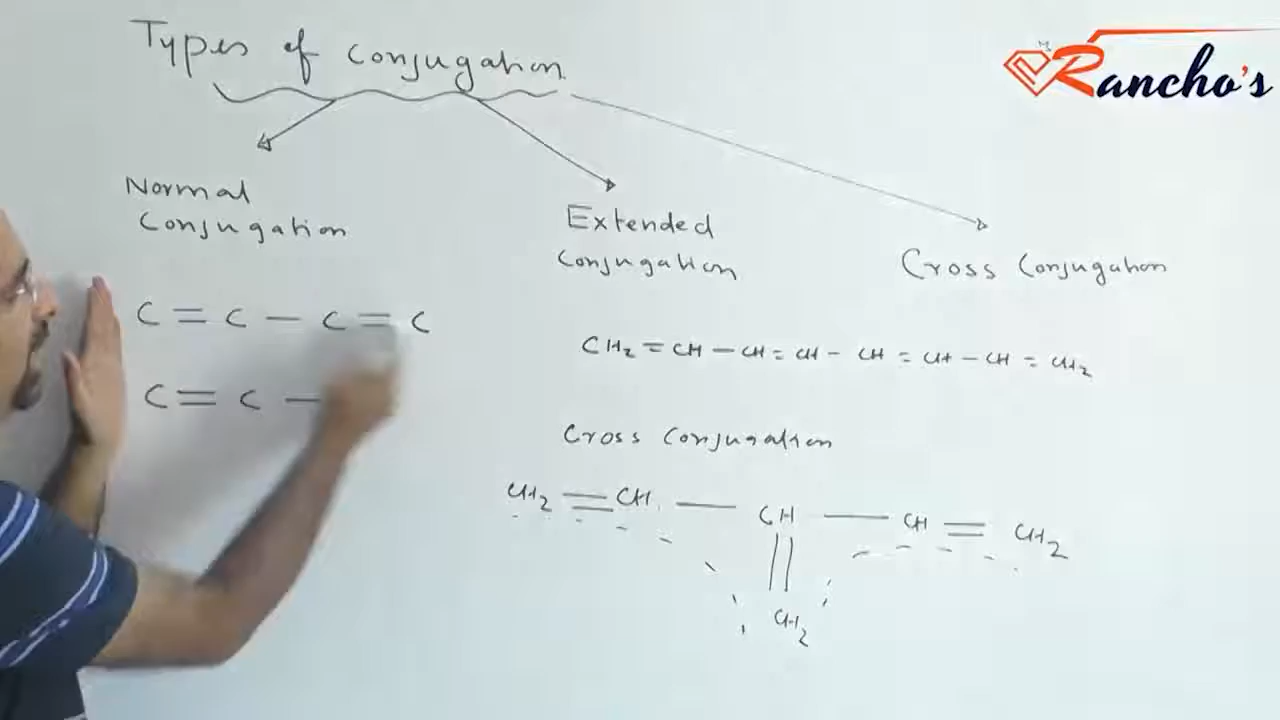 Types of Conjugation
Rancho's
Normal
Conjugation
Extended
Conjugation
Cross Conjugation
C = C — C = C
CH2 = CH — CH = CH - CH = CH — CH = CH2
C = C —
Cross Conjugation
CH2 = CH — CH — CH = CH2
||
CH2